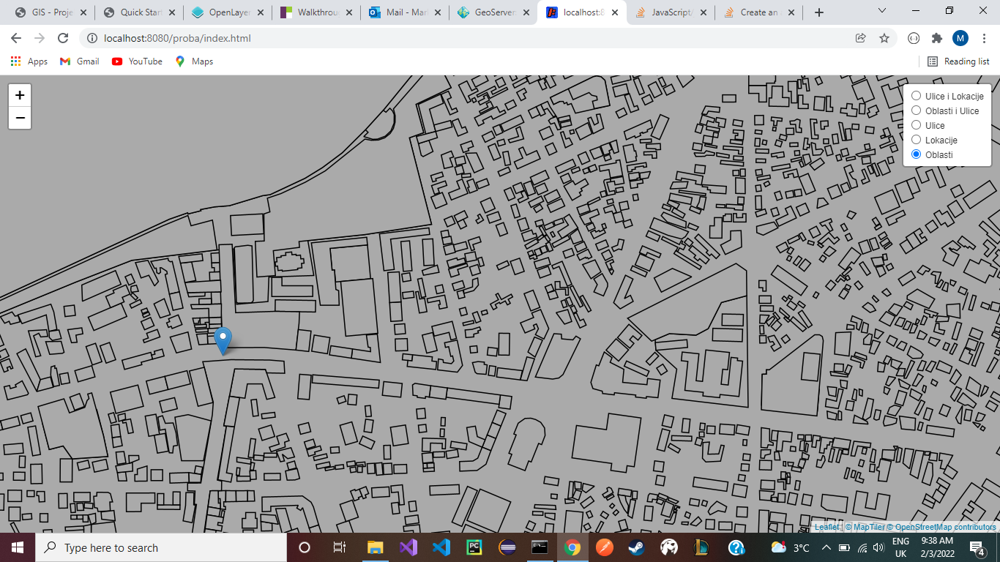 GIS - Proje
Quick Start
OpenLayer
Walkthrou
Mail - Mar
GeoServer
localhost:8
JavaScript/
Create an
localhost:8080/proba/index.html
M
Apps
Gmail
YouTube
Maps
Reading list
+
−
Ulice i Lokacije
Oblasti i Ulice
Ulice
Lokacije
Oblasti
Leaflet | © MapTiler © OpenStreetMap contributors
Type here to search
PC
3°C
ENG
UK
9:38 AM
2/3/2022
4